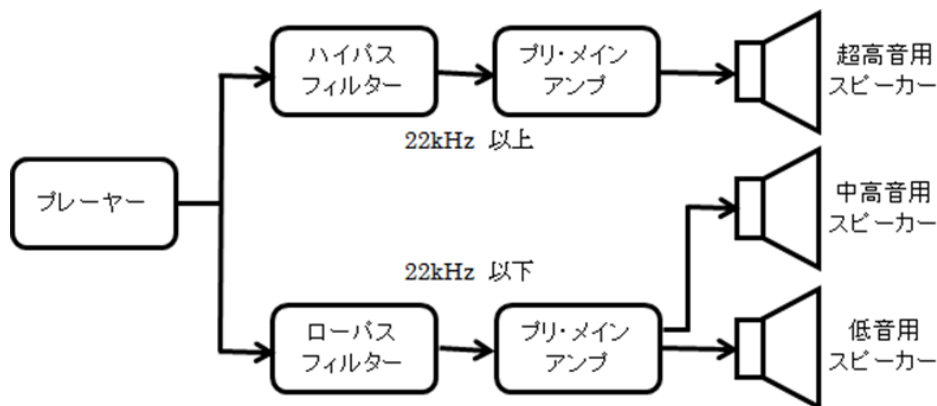 ハイパス
フィルター
プリ・メイン
アンプ
超高音用
スピーカー
22kHz 以上
プレーヤー
中高音用
スピーカー
22kHz 以下
ローパス
フィルター
プリ・メイン
アンプ
低音用
スピーカー